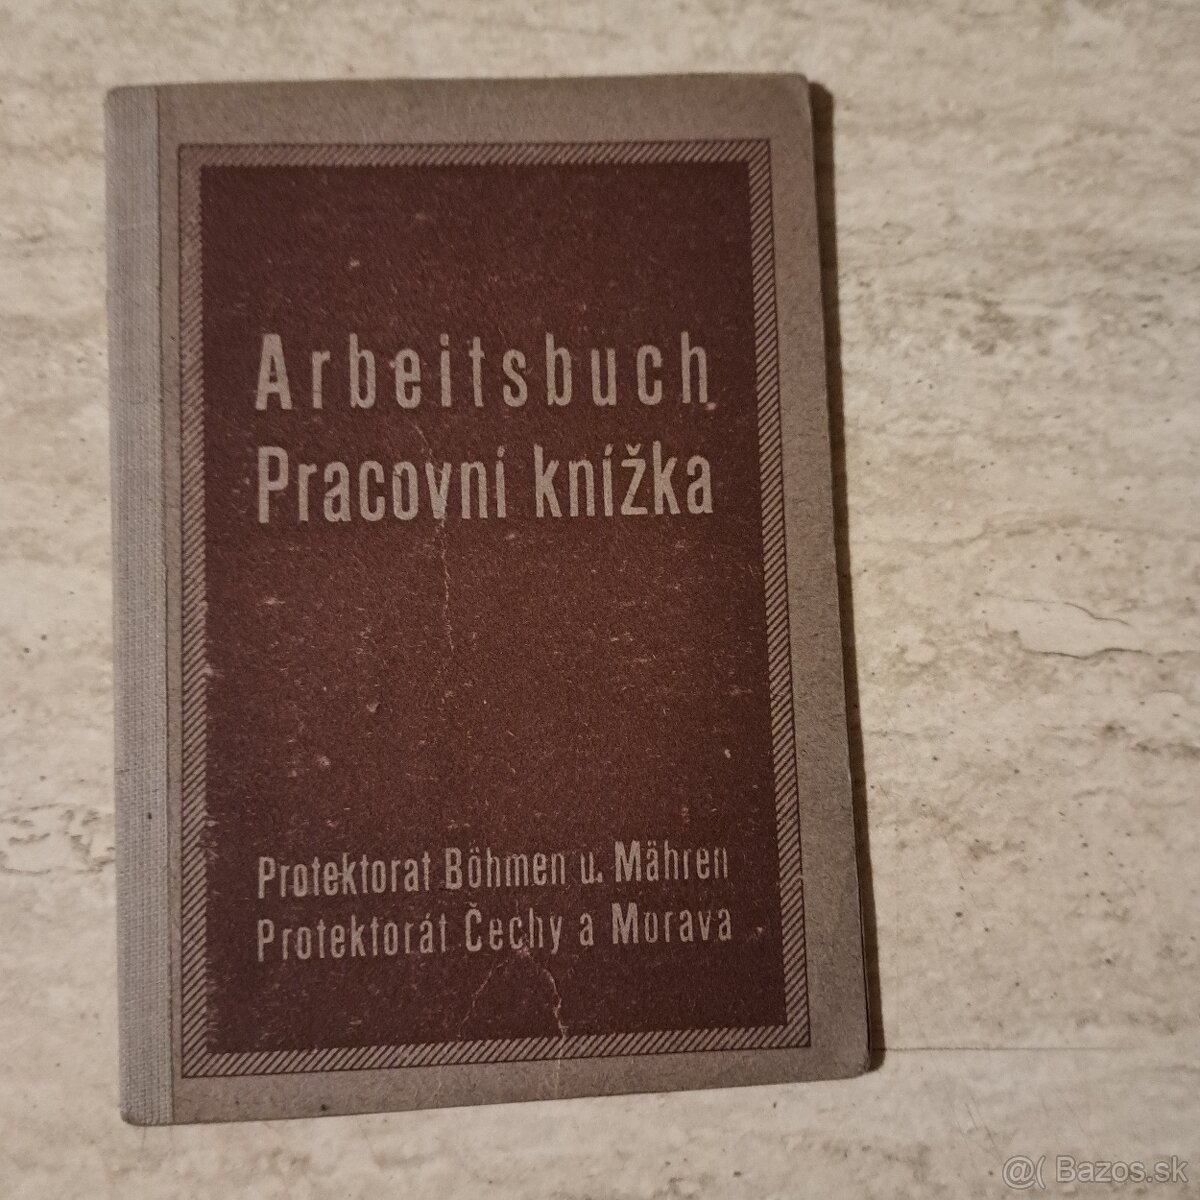 Arbeitsbuch
Pracovní knížka
Protektorat Böhmen u. Mähren
Protektorát Čechy a Morava
@( Bazos.sk